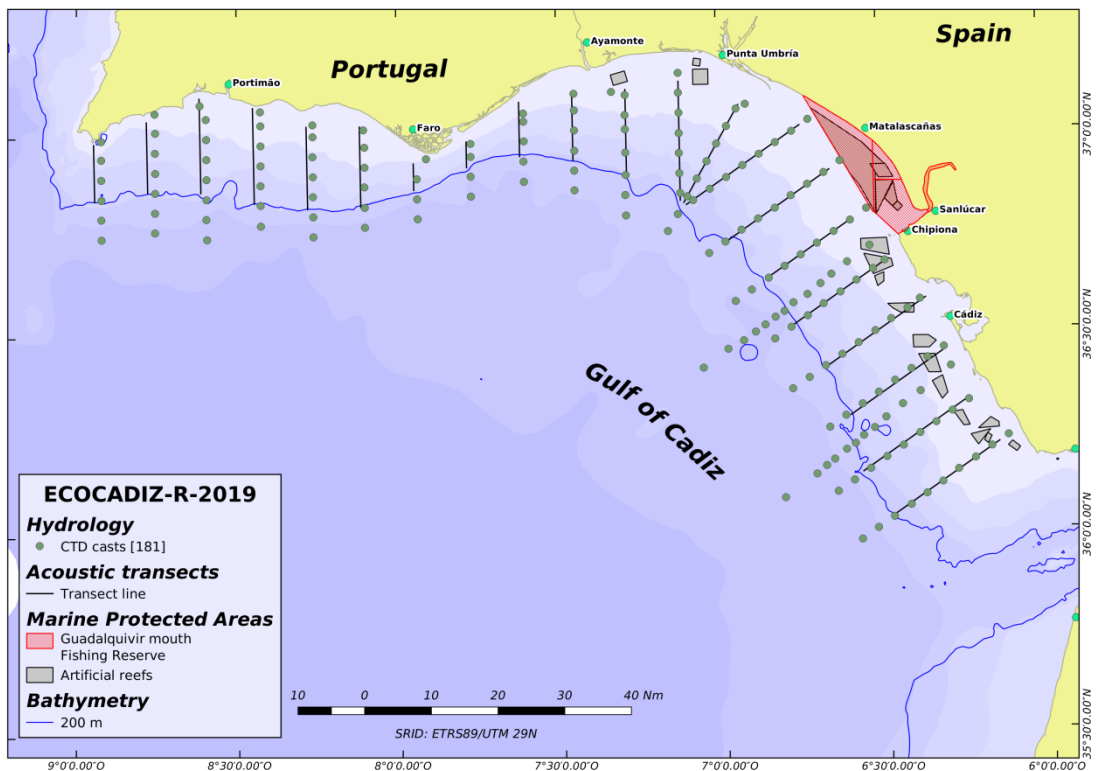 Spain
Portugal
Ayamonte
Punta Umbría
Portimão
Faro
Matalascañas
Sanlúcar
Chipiona
Cádiz
Gulf of Cadiz
37°0'0.00"N
36°30'0.00"N
36°0'0.00"N
35°30'0.00"N
ECOCADIZ-R-2019
Hydrology
CTD casts [181]
Acoustic transects
Transect line
Marine Protected Areas
Guadalquivir mouth
Fishing Reserve
Artificial reefs
Bathymetry
200 m
10 0 10 20 30 40 Nm
SRID: ETRS89/UTM 29N
9°0'0.00"O 8°30'0.00"O 8°0'0.00"O 7°30'0.00"O 7°0'0.00"O 6°30'0.00"O 6°0'0.00"O